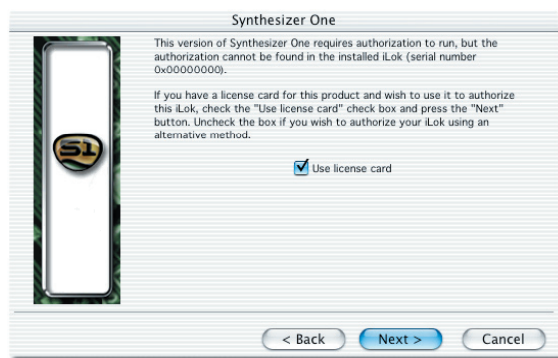 Synthesizer One
This version of Synthesizer One requires authorization to run, but the
authorization cannot be found in the installed iLok (serial number
0x00000000).
If you have a license card for this product and wish to use it to authorize
this iLok, check the "Use license card" check box and press the "Next"
button. Uncheck the box if you wish to authorize your iLok using an
alternative method.
S1
Use license card
< Back
Next >
Cancel